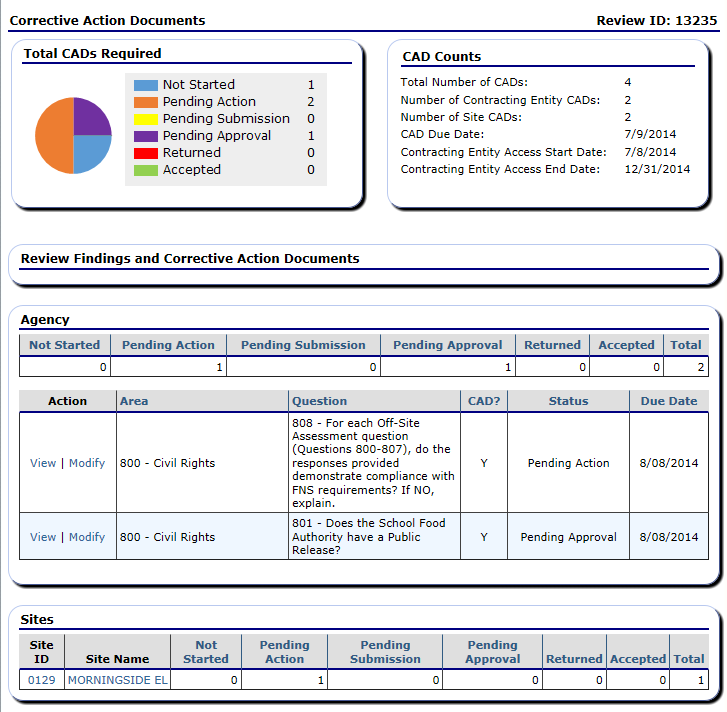 Corrective Action Documents Review ID: 13235
Total CADs Required
Not Started 1
Pending Action 2
Pending Submission 0
Pending Approval 1
Returned 0
Accepted 0
CAD Counts
Total Number of CADs: 4
Number of Contracting Entity CADs: 2
Number of Site CADs: 2
CAD Due Date: 7/9/2014
Contracting Entity Access Start Date: 7/8/2014
Contracting Entity Access End Date: 12/31/2014
Review Findings and Corrective Action Documents
Agency
Not Started Pending Action Pending Submission Pending Approval Returned Accepted Total
0 1 0 1 0 0 2
Action Area Question CAD? Status Due Date
808 - For each Off-Site
Assessment question
(Questions 800-807), do the
View | Modify 800 - Civil Rights responses provided Y Pending Action 8/08/2014
demonstrate compliance with
FNS requirements? If NO,
explain.
801 - Does the School Food
View | Modify 800 - Civil Rights Authority have a Public Y Pending Approval 8/08/2014
Release?
Sites
Site ID Site Name Not Started Pending Action Pending Submission Pending Approval Returned Accepted Total
0129 MORNINGSIDE EL 0 1 0 0 0 0 1